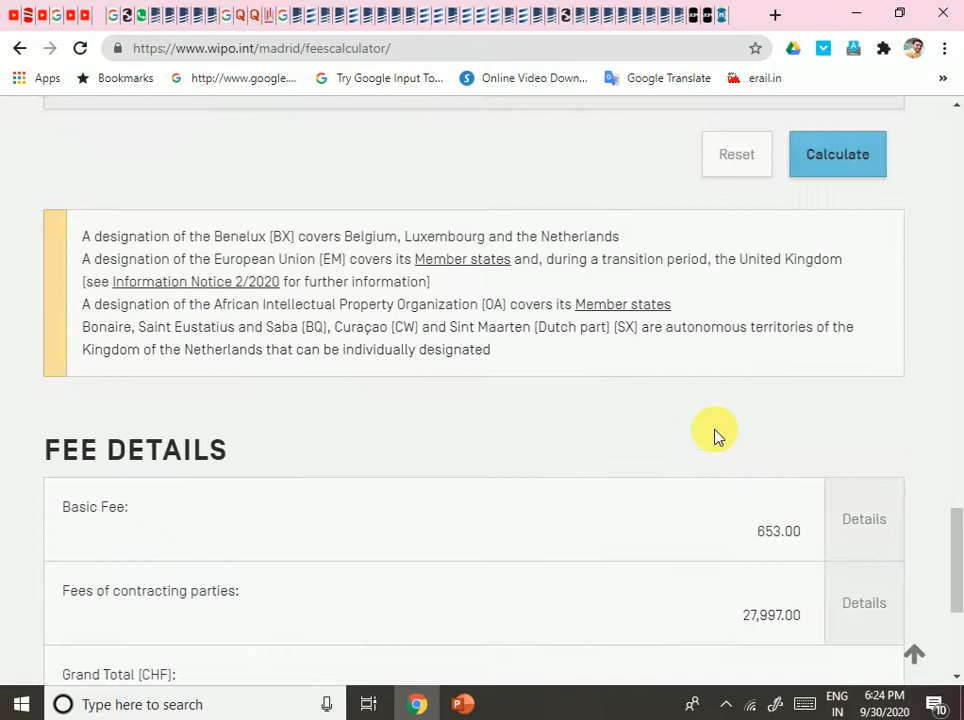 https://www.wipo.int/madrid/feescalculator/
Apps
Bookmarks
http://www.google....
Try Google Input To...
Online Video Down...
Google Translate
erail.in
»
Reset
Calculate
A designation of the Benelux [BX] covers Belgium, Luxembourg and the Netherlands
A designation of the European Union [EM] covers its Member states and, during a transition period, the United Kingdom
[see Information Notice 2/2020 for further information]
A designation of the African Intellectual Property Organization [OA] covers its Member states
Bonaire, Saint Eustatius and Saba [BQ], Curaçao [CW] and Sint Maarten [Dutch part] [SX] are autonomous territories of the
Kingdom of the Netherlands that can be individually designated
FEE DETAILS
Basic Fee:
653.00
Details
Fees of contracting parties:
27,997.00
Details
Grand Total [CHF]:
Type here to search
ENG
IN
6:24 PM
9/30/2020
10